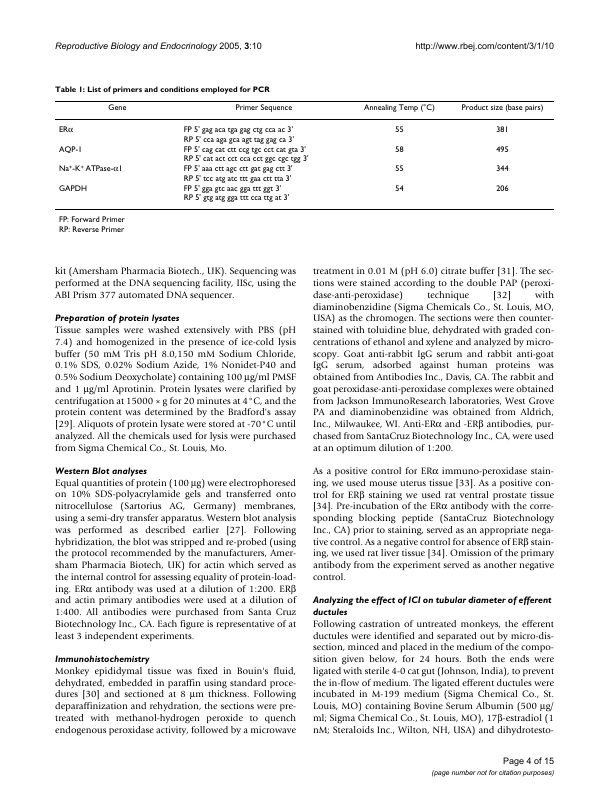 Reproductive Biology and Endocrinology 2005, 3:10
http://www.rbej.com/content/3/1/10
Table 1: List of primers and conditions employed for PCR
Gene Primer Sequence Annealing Temp (°C) Product size (base pairs)
ERα FP 5' gag aca tga gag ctg cca ac 3' 55 381
RP 5' cca aga gca agt tag gag ca 3'
AQP-1 FP 5' cag cat ctt ccg tgc cct cat gta 3' 58 495
RP 5' cat act cct cca cct ggc cgc tgg 3'
Na⁺-K⁺ ATPase-α1 FP 5' aaa ctt agc ctt gat gag ctt 3' 55 344
RP 5' tcc atg atc ttt gaa ctt tta 3'
GAPDH FP 5' gga gtc aac gga ttt ggt 3' 54 206
RP 5' gtg atg gga ttt cca ttg at 3'
FP: Forward Primer
RP: Reverse Primer
kit (Amersham Pharmacia Biotech., UK). Sequencing was
performed at the DNA sequencing facility, IISc, using the
ABI Prism 377 automated DNA sequencer.
Preparation of protein lysates
Tissue samples were washed extensively with PBS (pH
7.4) and homogenized in the presence of ice-cold lysis
buffer (50 mM Tris pH 8.0,150 mM Sodium Chloride,
0.1% SDS, 0.02% Sodium Azide, 1% Nonidet-P40 and
0.5% Sodium Deoxycholate) containing 100 µg/ml PMSF
and 1 µg/ml Aprotinin. Protein lysates were clarified by
centrifugation at 15000 × g for 20 minutes at 4°C, and the
protein content was determined by the Bradford's assay
[29]. Aliquots of protein lysate were stored at -70°C until
analyzed. All the chemicals used for lysis were purchased
from Sigma Chemical Co., St. Louis, Mo.
Western Blot analyses
Equal quantities of protein (100 µg) were electrophoresed
on 10% SDS-polyacrylamide gels and transferred onto
nitrocellulose (Sartorius AG, Germany) membranes,
using a semi-dry transfer apparatus. Western blot analysis
was performed as described earlier [27]. Following
hybridization, the blot was stripped and re-probed (using
the protocol recommended by the manufactures, Amer-
sham Pharmacia Biotech, UK) for actin which served as
the internal control for assessing equality of protein-load-
ing. ERα antibody was used at a dilution of 1:200. ERβ
and actin primary antibodies were used at a dilution of
1:400. All antibodies were purchased from Santa Cruz
Biotechnology Inc., CA. Each figure is representative of at
least 3 independent experiments.
Immunohistochemistry
Monkey epididymal tissue was fixed in Bouin's fluid,
dehydrated, embedded in paraffin using standard proce-
dures [30] and sectioned at 8 µm thickness. Following
deparaffinization and rehydration, the sections were pre-
treated with methanol-hydrogen peroxide to quench
endogenous peroxidase activity, followed by a microwave
treatment in 0.01 M (pH 6.0) citrate buffer [31]. The sec-
tions were stained according to the double PAP (peroxi-
dase-anti-peroxidase) technique [32] with
diaminobenzidine (Sigma Chemicals Co., St. Louis, MO,
USA) as the chromogen. The sections were then counter-
stained with toluidine blue, dehydrated with graded con-
centrations of ethanol and xylene and analyzed by micro-
scopy. Goat anti-rabbit IgG serum and rabbit anti-goat
IgG serum, adsorbed against human proteins was
obtained from Antibodies Inc., Davis, CA. The rabbit and
goat peroxidase-anti-peroxidase complexes were obtained
from Jackson ImmunoResearch laboratories, West Grove
PA and diaminobenzidine was obtained from Aldrich,
Inc., Milwaukee, WI. Anti-ERα and -ERβ antibodies, pur-
chased from SantaCruz Biotechnology Inc., CA, were used
at an optimum dilution of 1:200.
As a positive control for ERα immuno-peroxidase stain-
ing, we used mouse uterus tissue [33]. As a positive con-
trol for ERβ staining we used rat ventral prostate tissue
[34]. Pre-incubation of the ERα antibody with the corre-
sponding blocking peptide (SantaCruz Biotechnology
Inc., CA) prior to staining, served as an appropriate nega-
tive control. As a negative control for absence of ERβ stain-
ing, we used rat liver tissue [34]. Omission of the primary
antibody from the experiment served as another negative
control.
Analyzing the effect of ICI on tubular diameter of efferent
ductules
Following castration of untreated monkeys, the efferent
ductules were identified and separated out by micro-dis-
section, minced and placed in the medium of the compo-
sition given below, for 24 hours. Both the ends were
ligated with sterile 4-0 cat gut (Johnson, India), to prevent
the in-flow of medium. The ligated efferent ductules were
incubated in M-199 medium (Sigma Chemical Co., St.
Louis, MO) containing Bovine Serum Albumin (500 µg/
ml; Sigma Chemical Co., St. Louis, MO), 17β-estradiol (1
nM; Steraloids Inc., Wilton, NH, USA) and dihydrotesto-
Page 4 of 15
(page number not for citation purposes)